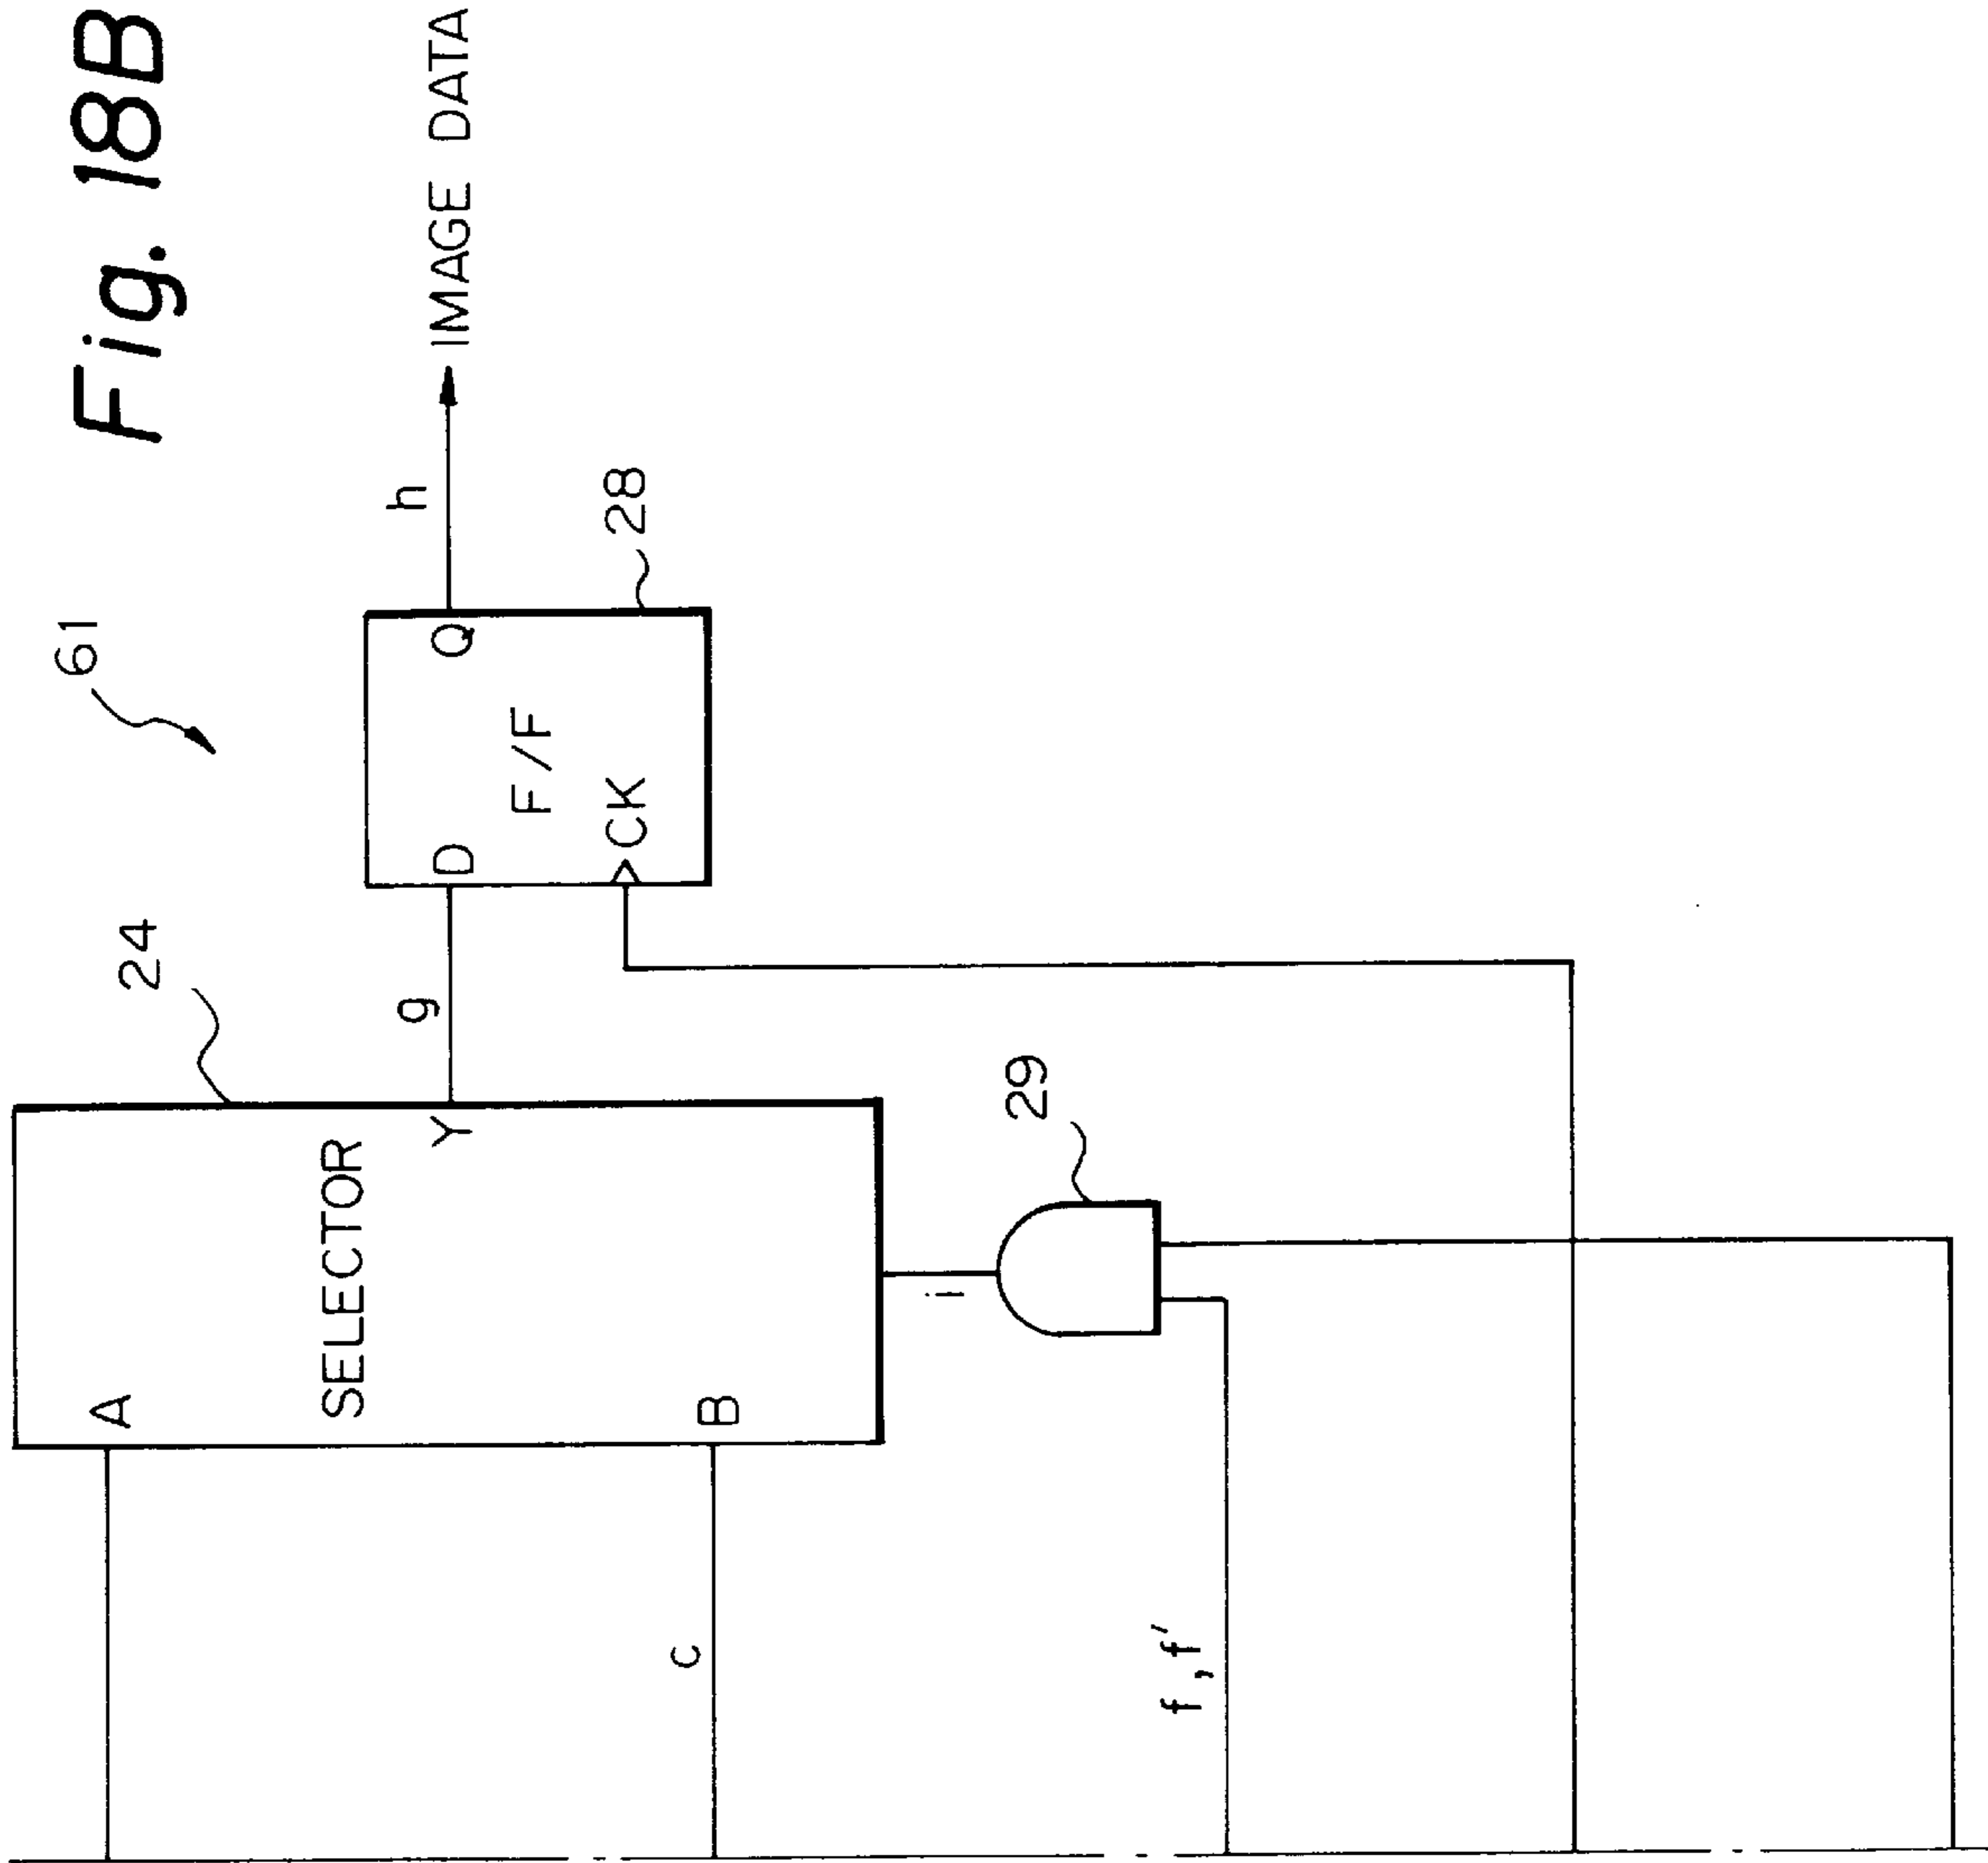 Fig. 18B
61
24
A
SELECTOR
Y
B
g
h
IMAGE DATA
D
Q
F/F
CK
28
c
i
29
f,f'